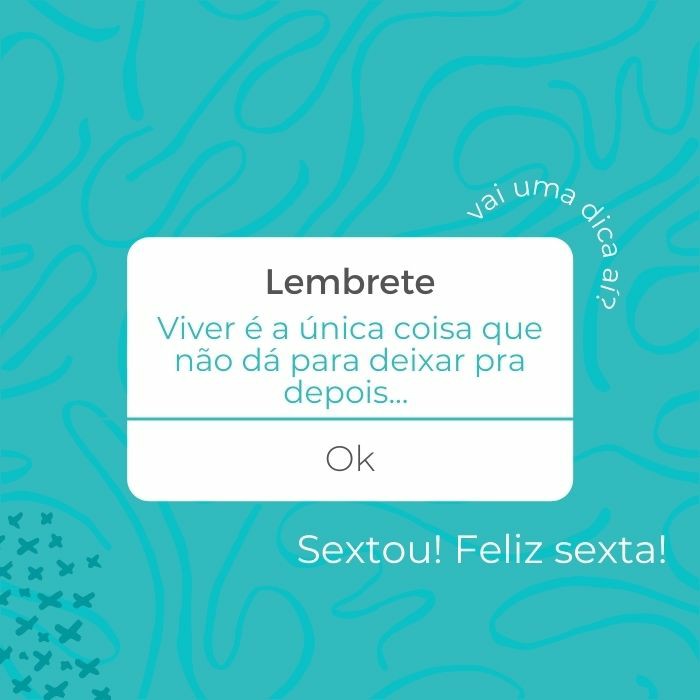 vai uma dica aí?
Lembrete
Viver é a única coisa que
não dá para deixar pra
depois...
Ok
Sextou! Feliz sexta!